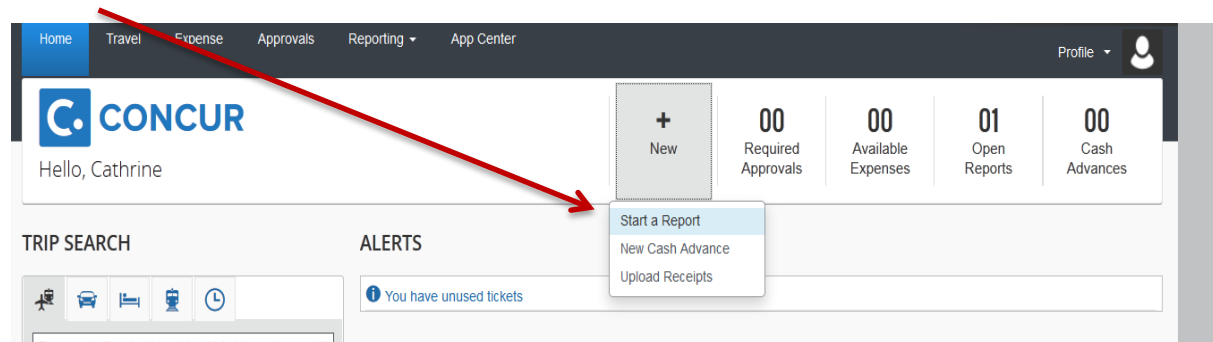 Home Travel Expense Approvals Reporting App Center
Profile
C. CONCUR
Hello, Cathrine
+
New
00
Required
Approvals
00
Available
Expenses
01
Open
Reports
00
Cash
Advances
Start a Report
New Cash Advance
Upload Receipts
TRIP SEARCH
ALERTS
You have unused tickets